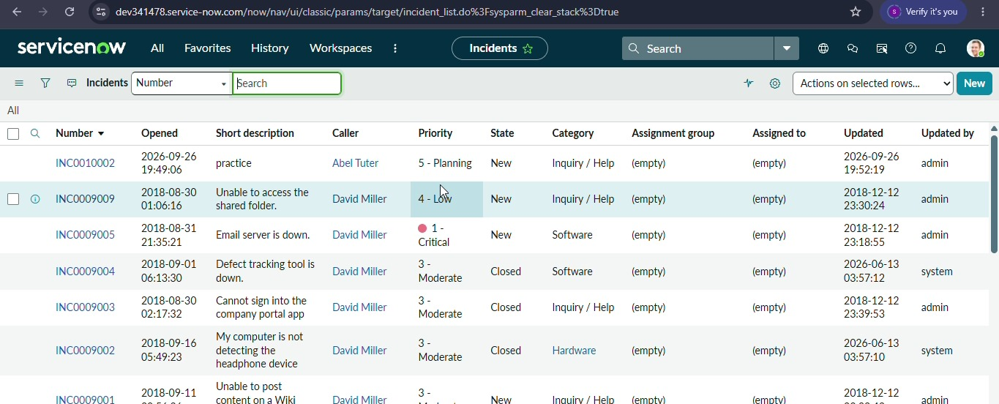 dev341478.service-now.com/now/nav/ui/classic/params/target/incident_list.do%3Fsysparm_clear_stack%3Dtrue
S Verify it's you
servicenow All Favorites History Workspaces Incidents Search
Incidents Number Search Actions on selected rows... New
All
Number Opened Short description Caller Priority State Category Assignment group Assigned to Updated Updated by
INC0010002 2026-09-26 19:49:06 practice Abel Tuter 5 - Planning New Inquiry / Help (empty) (empty) 2026-09-26 19:52:19 admin
INC0009009 2018-08-30 01:06:16 Unable to access the shared folder. David Miller 4 - Low New Inquiry / Help (empty) (empty) 2018-12-12 23:30:24 admin
INC0009005 2018-08-31 21:35:21 Email server is down. David Miller 1 - Critical New Software (empty) (empty) 2018-12-12 23:18:55 admin
INC0009004 2018-09-01 06:13:30 Defect tracking tool is down. David Miller 3 - Moderate Closed Software (empty) (empty) 2026-06-13 03:57:12 system
INC0009003 2018-08-30 02:17:32 Cannot sign into the company portal app David Miller 3 - Moderate Closed Inquiry / Help (empty) (empty) 2018-12-12 23:39:53 admin
INC0009002 2018-09-16 05:49:23 My computer is not detecting the headphone device David Miller 3 - Moderate Closed Hardware (empty) (empty) 2026-06-13 03:57:10 system
INC0009001 2018-09-11 Unable to post content on a Wiki David Miller 3 - New Inquiry / Help (empty) (empty) 2018-12-12 admin